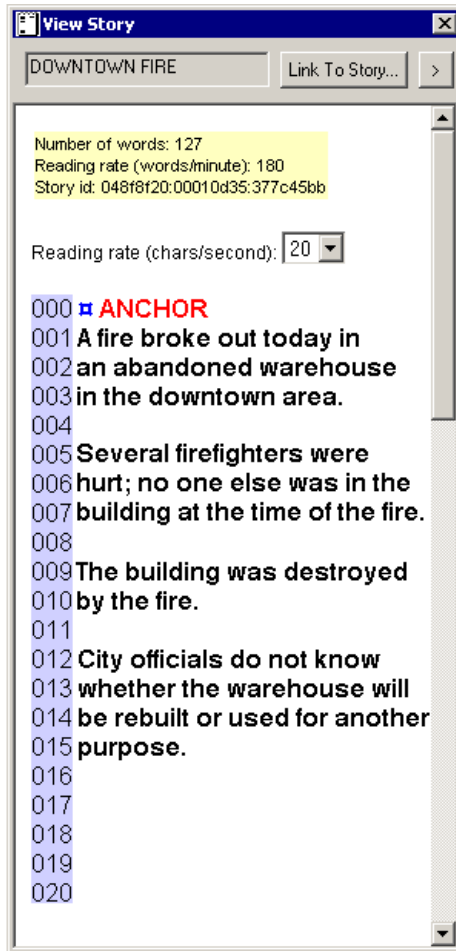 View Story
DOWNTOWN FIRE
Link To Story...
>
Number of words: 127
Reading rate (words/minute): 180
Story id: 048f8f20:00010d35:377c45bb
Reading rate (chars/second): 20
000 ¤ ANCHOR
001 A fire broke out today in
002 an abandoned warehouse
003 in the downtown area.
004
005 Several firefighters were
006 hurt; no one else was in the
007 building at the time of the fire.
008
009 The building was destroyed
010 by the fire.
011
012 City officials do not know
013 whether the warehouse will
014 be rebuilt or used for another
015 purpose.
016
017
018
019
020